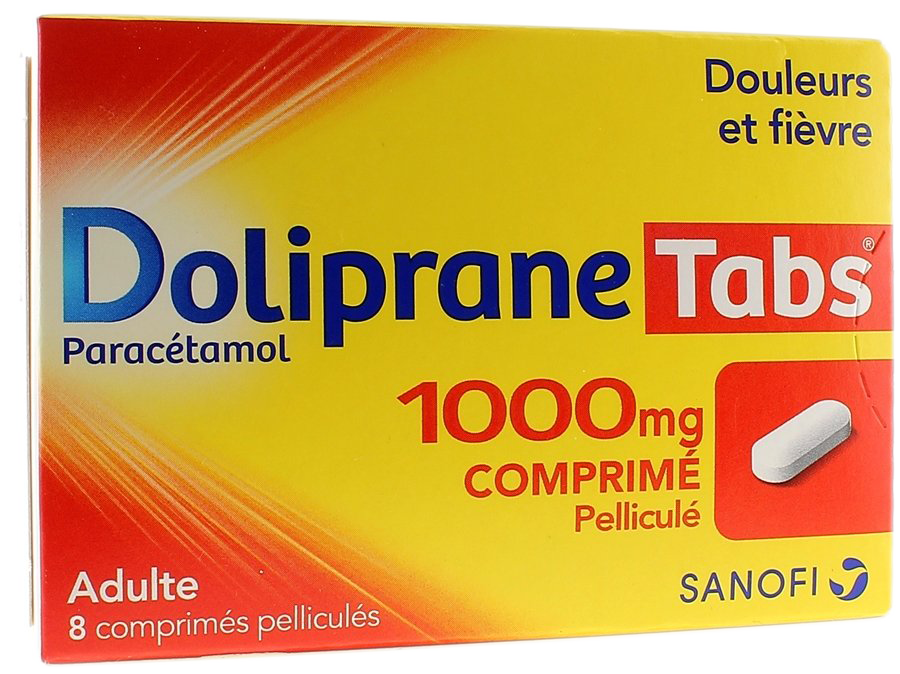 Douleurs
et fièvre
Doliprane Tabs®
Paracétamol
1000mg
COMPRIMÉ
Pelliculé
SANOFI
Adulte
8 comprimés pelliculés